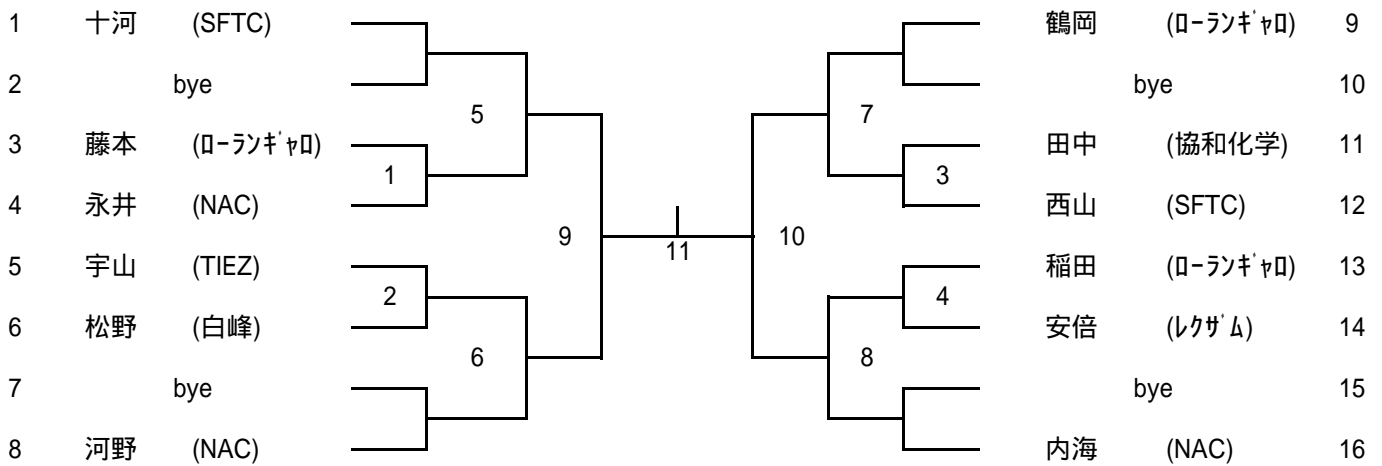 1 十河 (SFTC) 鶴岡 (ﾛｰﾗﾝｷﾞｬﾛ) 9
2 bye bye 10
5 7
3 藤本 (ﾛｰﾗﾝｷﾞｬﾛ) 田中 (協和化学) 11
1 3
4 永井 (NAC) 西山 (SFTC) 12
9 11 10
5 宇山 (TIEZ) 稲田 (ﾛｰﾗﾝｷﾞｬﾛ) 13
2 4
6 松野 (白峰) 安倍 (ﾚｸｻﾞﾑ) 14
6 8
7 bye bye 15
8 河野 (NAC) 内海 (NAC) 16